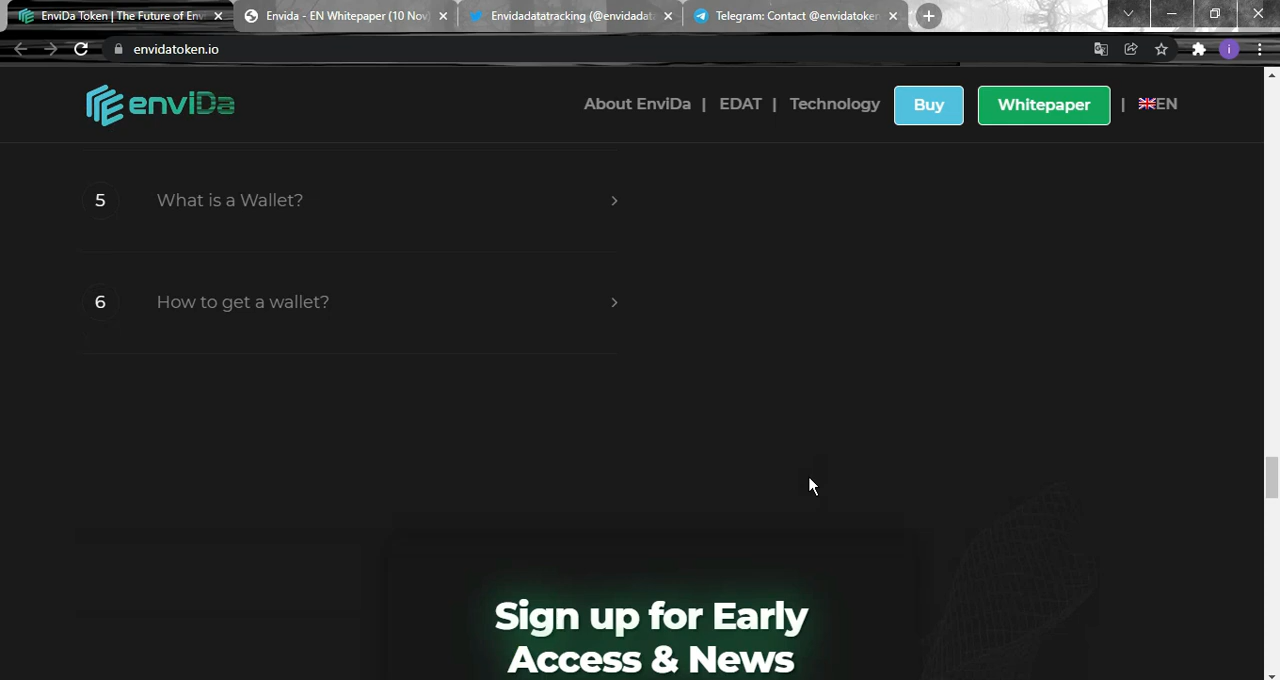 EnviDa Token | The Future of Env
Envida - EN Whitepaper (10 Nov
Envidadatatracking (@envidadat
Telegram: Contact @envidatoken
envidatoken.io
i
enviDa
About EnviDa | EDAT | Technology Buy Whitepaper | EN
5 What is a Wallet?
6 How to get a wallet?
Sign up for Early
Access & News